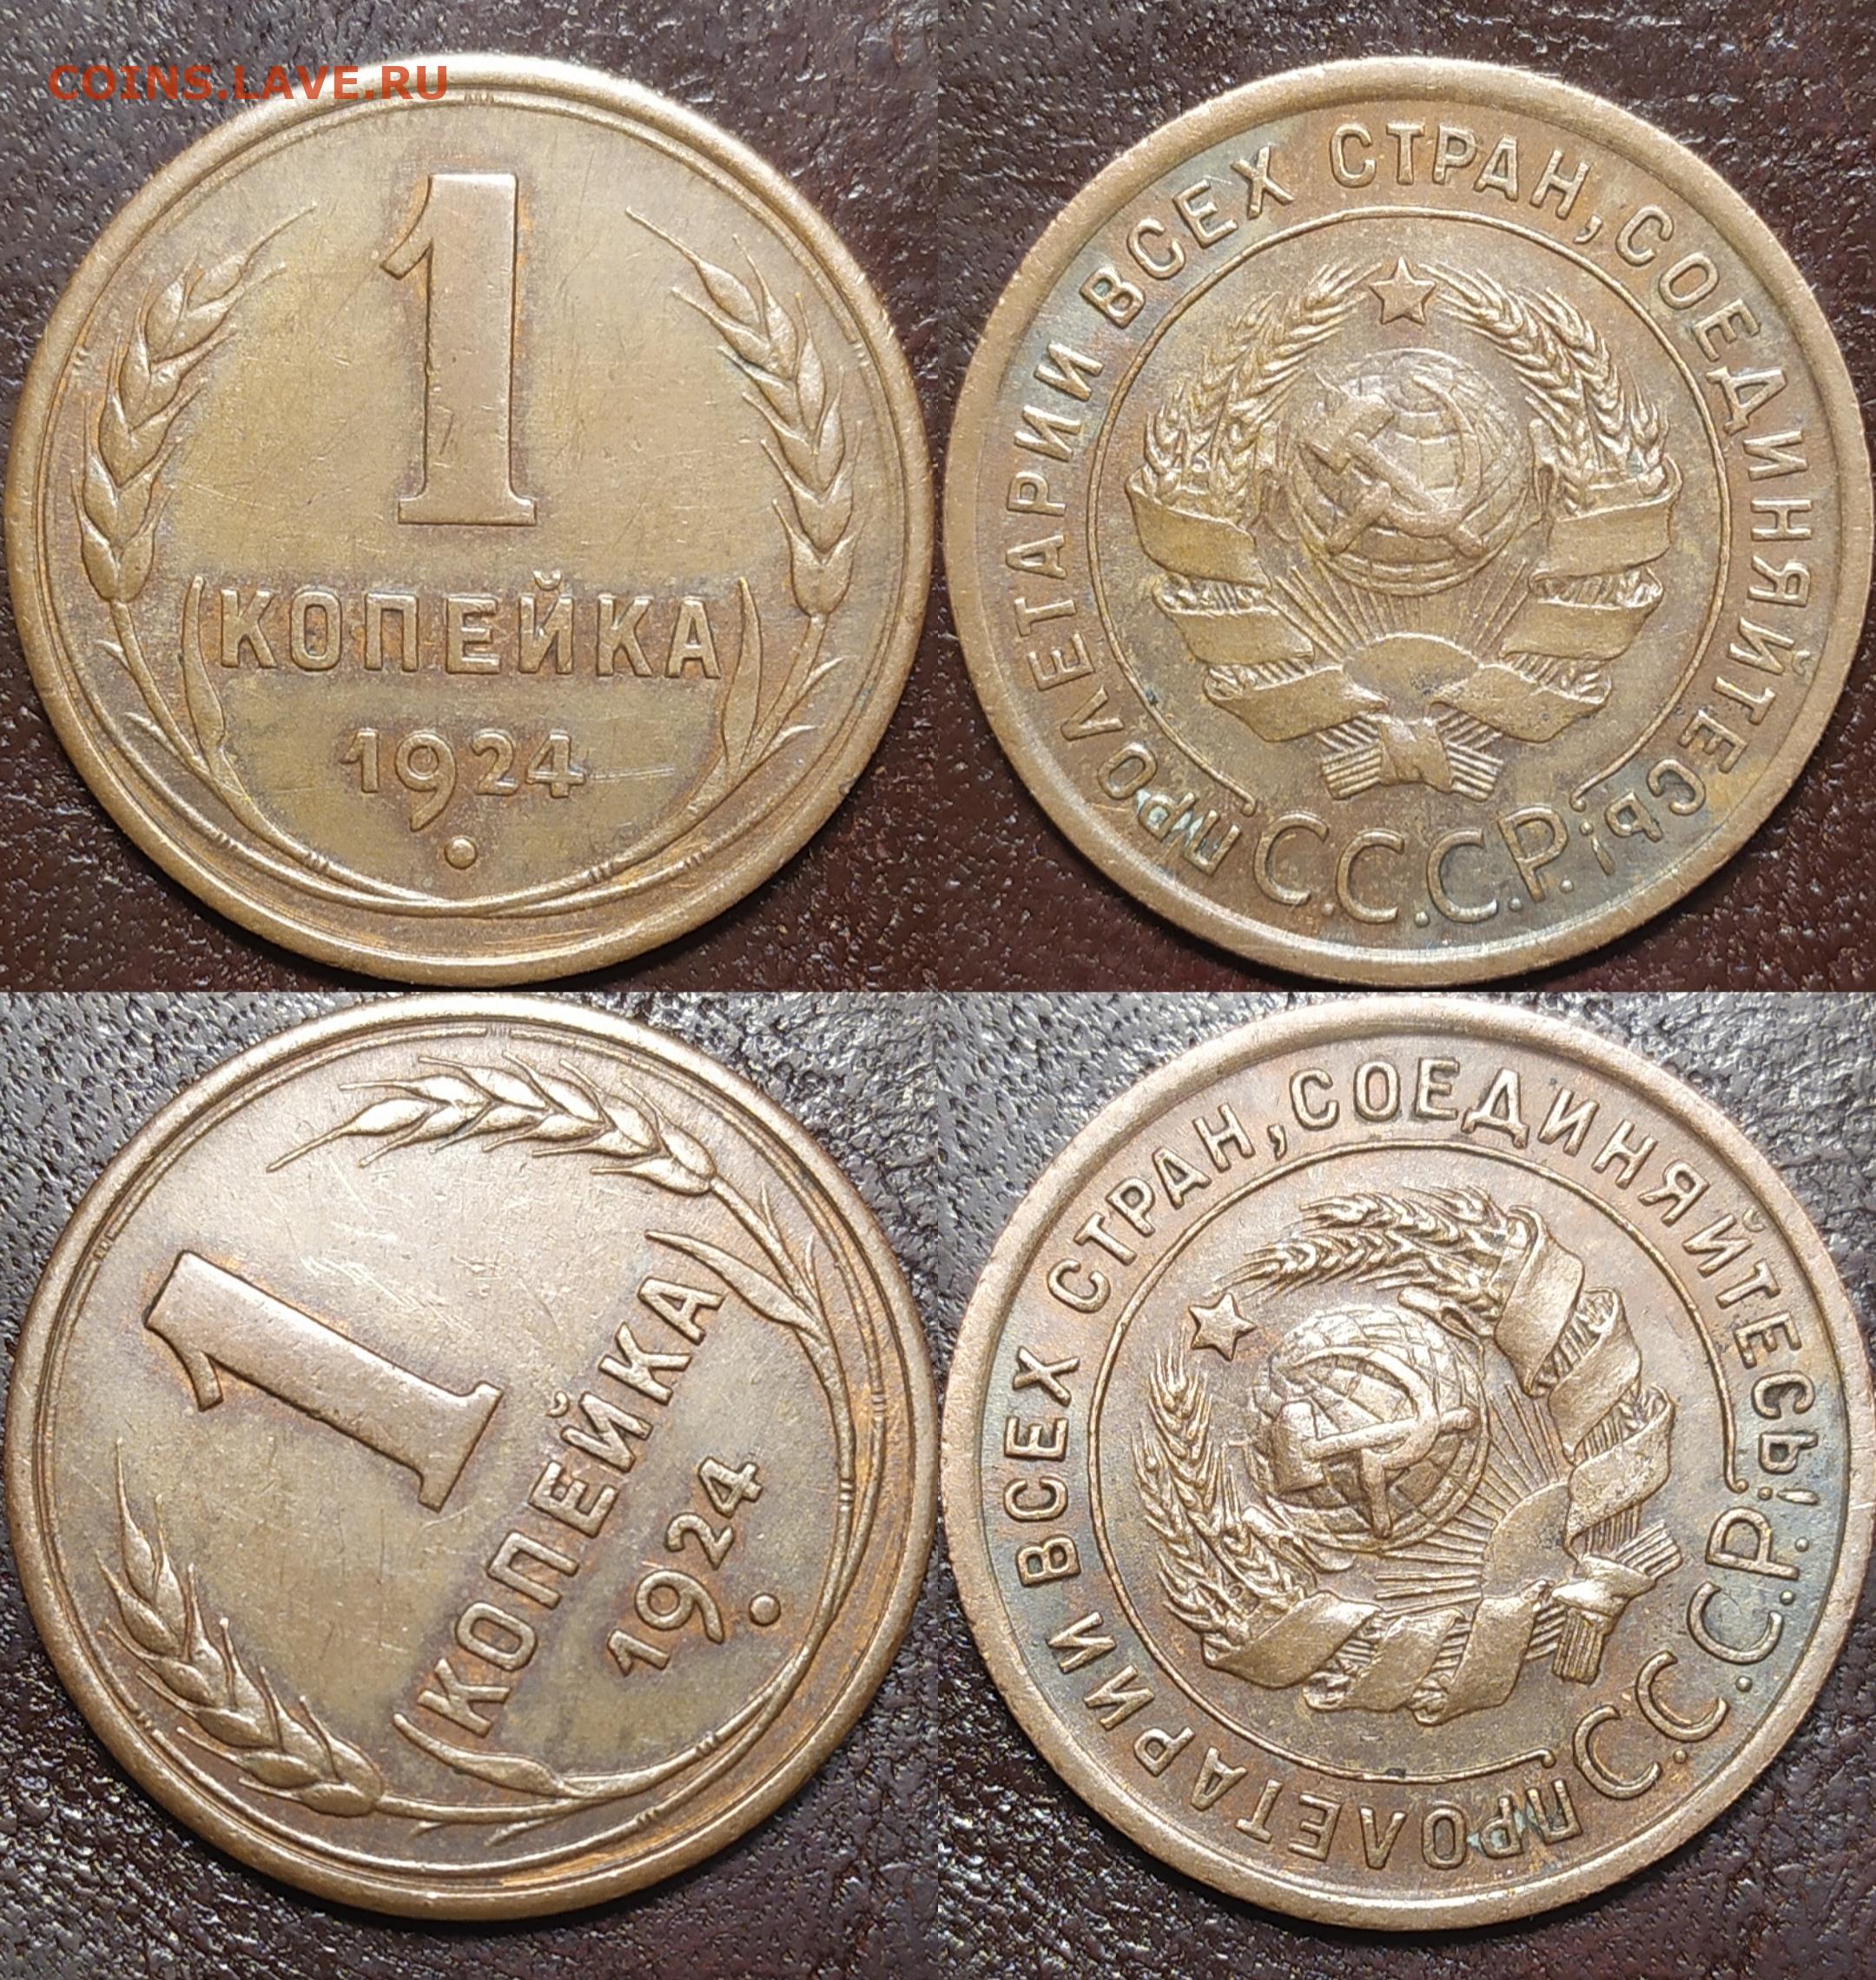 COINS.LAVE.RU
1
КОПЕЙКА
1924
ПРОЛЕТАРИИ ВСЕХ СТРАН, СОЕДИНЯЙТЕСЬ!
С.С.С.Р.
1
КОПЕЙКА
1924
ПРОЛЕТАРИИ ВСЕХ СТРАН, СОЕДИНЯЙТЕСЬ!
С.С.С.Р.